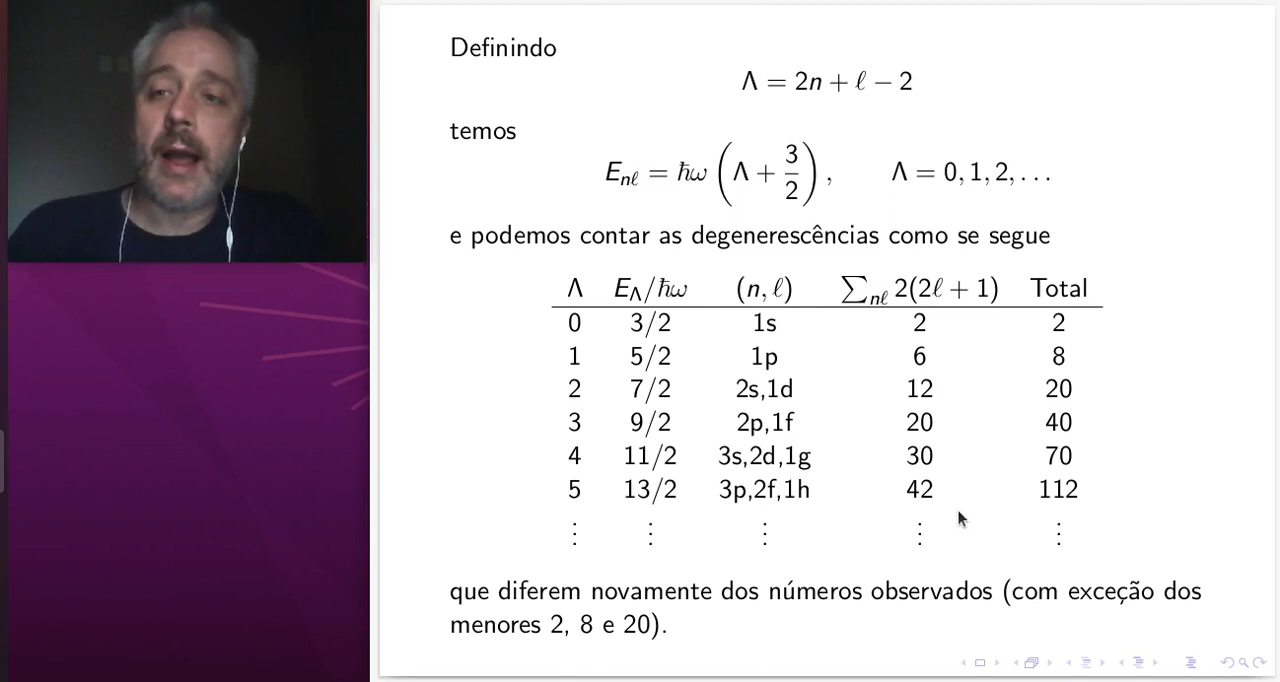 Definindo
Λ = 2n + ℓ − 2
temos
E_{nℓ} = ħω (Λ + 3/2), Λ = 0, 1, 2, . . .
e podemos contar as degenerescências como se segue
Λ E_Λ/ħω (n, ℓ) ∑_{nℓ} 2(2ℓ + 1) Total
0 3/2 1s 2 2
1 5/2 1p 6 8
2 7/2 2s,1d 12 20
3 9/2 2p,1f 20 40
4 11/2 3s,2d,1g 30 70
5 13/2 3p,2f,1h 42 112
⋮ ⋮ ⋮ ⋮ ⋮
que diferem novamente dos números observados (com exceção dos
menores 2, 8 e 20).